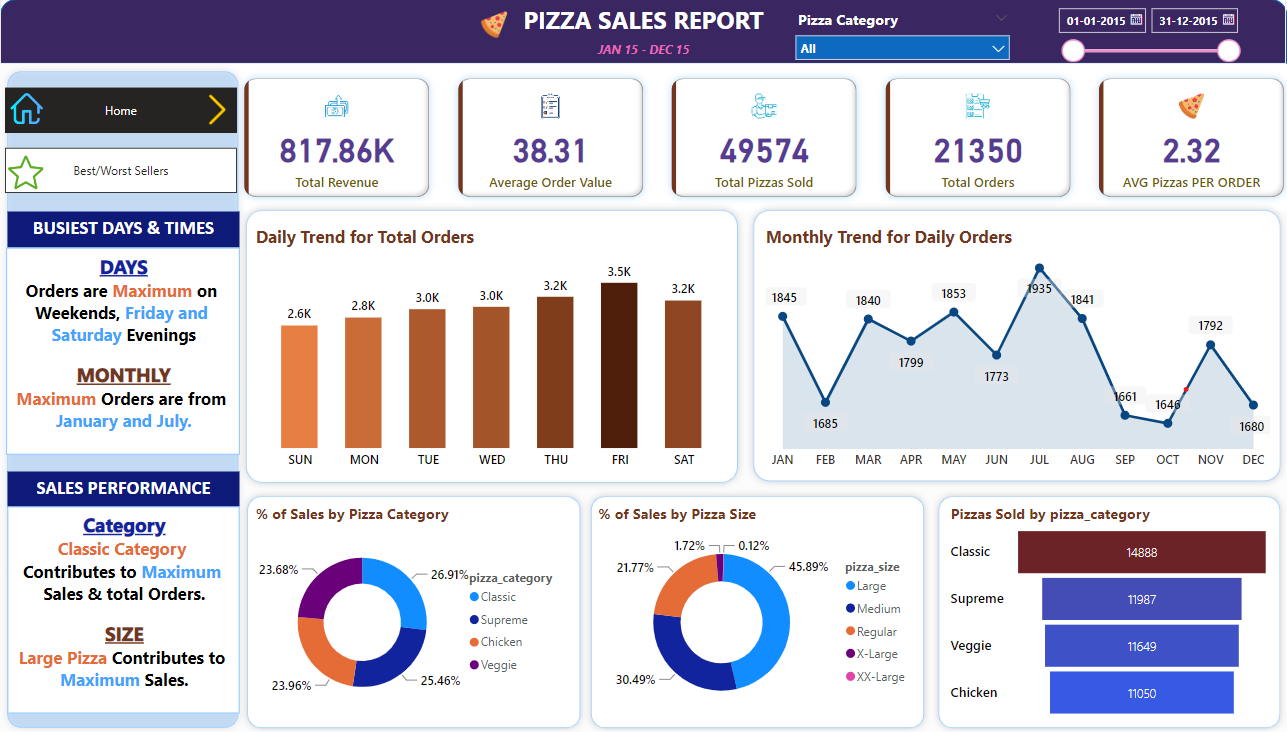 PIZZA SALES REPORT
JAN 15 - DEC 15
Pizza Category
All
01-01-2015
31-12-2015
Home
Best/Worst Sellers
817.86K
Total Revenue
38.31
Average Order Value
49574
Total Pizzas Sold
21350
Total Orders
2.32
AVG Pizzas PER ORDER
BUSIEST DAYS & TIMES
DAYS
Orders are Maximum on
Weekends, Friday and
Saturday Evenings
MONTHLY
Maximum Orders are from
January and July.
SALES PERFORMANCE
Category
Classic Category
Contributes to Maximum
Sales & total Orders.
SIZE
Large Pizza Contributes to
Maximum Sales.
Daily Trend for Total Orders
2.6K
2.8K
3.0K
3.0K
3.2K
3.5K
3.2K
SUN
MON
TUE
WED
THU
FRI
SAT
Monthly Trend for Daily Orders
1845
1685
1840
1799
1853
1773
1935
1841
1661
1646
1792
1680
JAN
FEB
MAR
APR
MAY
JUN
JUL
AUG
SEP
OCT
NOV
DEC
% of Sales by Pizza Category
23.68%
26.91%
23.96%
25.46%
pizza_category
Classic
Supreme
Chicken
Veggie
% of Sales by Pizza Size
1.72%
0.12%
21.77%
45.89%
30.49%
pizza_size
Large
Medium
Regular
X-Large
XX-Large
Pizzas Sold by pizza_category
Classic
14888
Supreme
11987
Veggie
11649
Chicken
11050